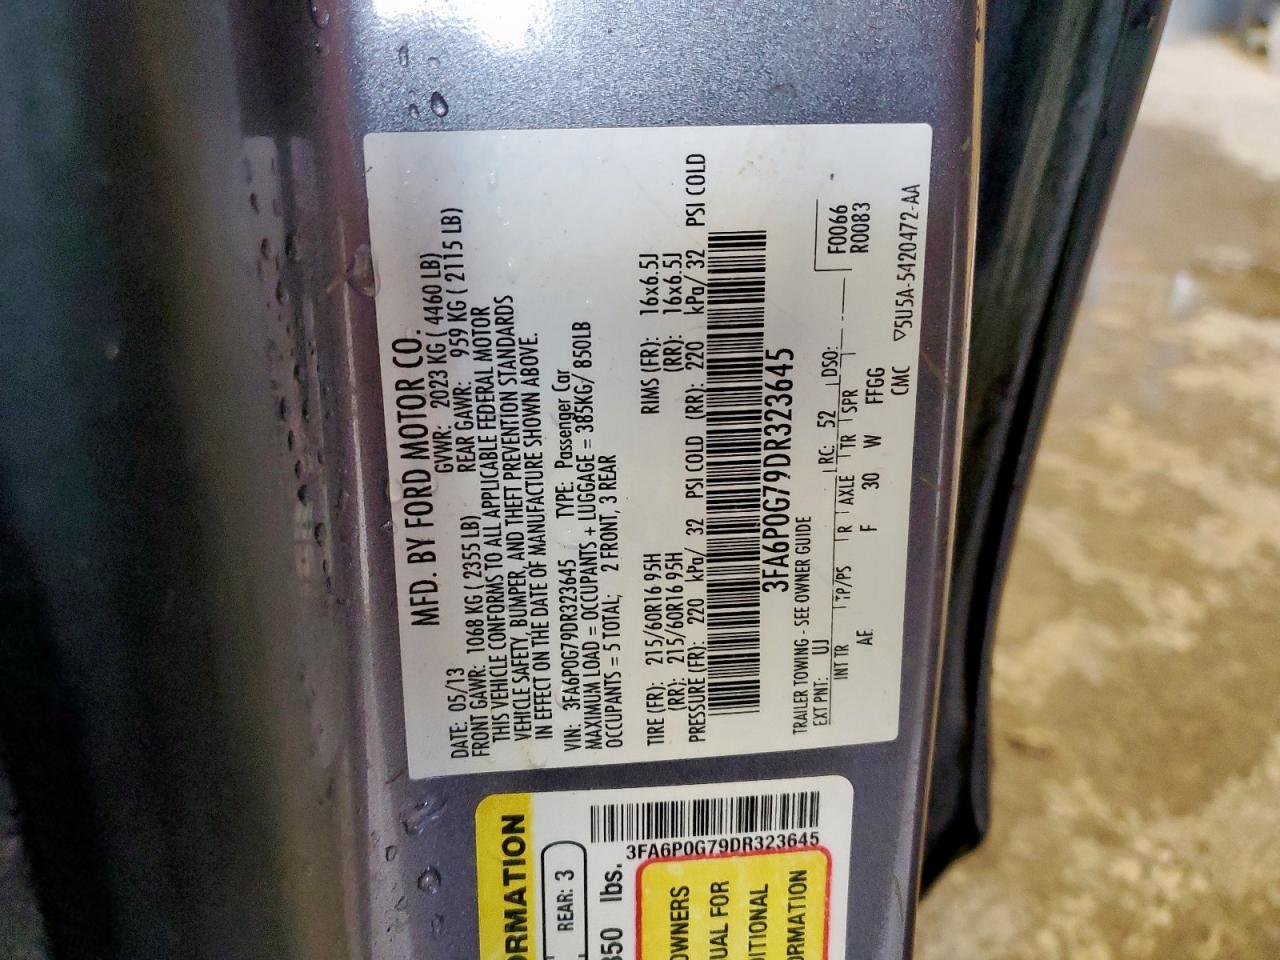 MFD. BY FORD MOTOR CO.
DATE: 05/13 GVWR: 2023 KG ( 4460 LB)
FRONT GAWR: 1068 KG (2355 LB) REAR GAWR: 959 KG ( 2115 LB)
THIS VEHICLE CONFORMS TO ALL APPLICABLE FEDERAL MOTOR
VEHICLE SAFETY, BUMPER, AND THEFT PREVENTION STANDARDS
IN EFFECT ON THE DATE OF MANUFACTURE SHOWN ABOVE.
VIN: 3FA6P0G79DR323645 TYPE: Passenger Car
MAXIMUM LOAD = OCCUPANTS + LUGGAGE = 385KG/ 850LB
OCCUPANTS = 5 TOTAL; 2 FRONT, 3 REAR
TIRE (FR): 215/60R16 95H RIMS (FR): 16x6.5J
(RR): 215/60R16 95H (RR): 16x6.5J
PRESSURE (FR): 220 kPa/ 32 PSI COLD (RR): 220 kPa/ 32 PSI COLD
3FA6P0G79DR323645
TRAILER TOWING - SEE OWNER GUIDE
F0066
EXT PNT: UJ RC: 52 DSO: R0083
INT TR TP/PS R AXLE TR SPR
AE F 30 W FFGG
CMC ▽5U5A-5420472-AA
ORMATION
REAR: 3
350 lbs.
3FA6P0G79DR323645
OWNERS
UAL FOR
DITIONAL
ORMATION